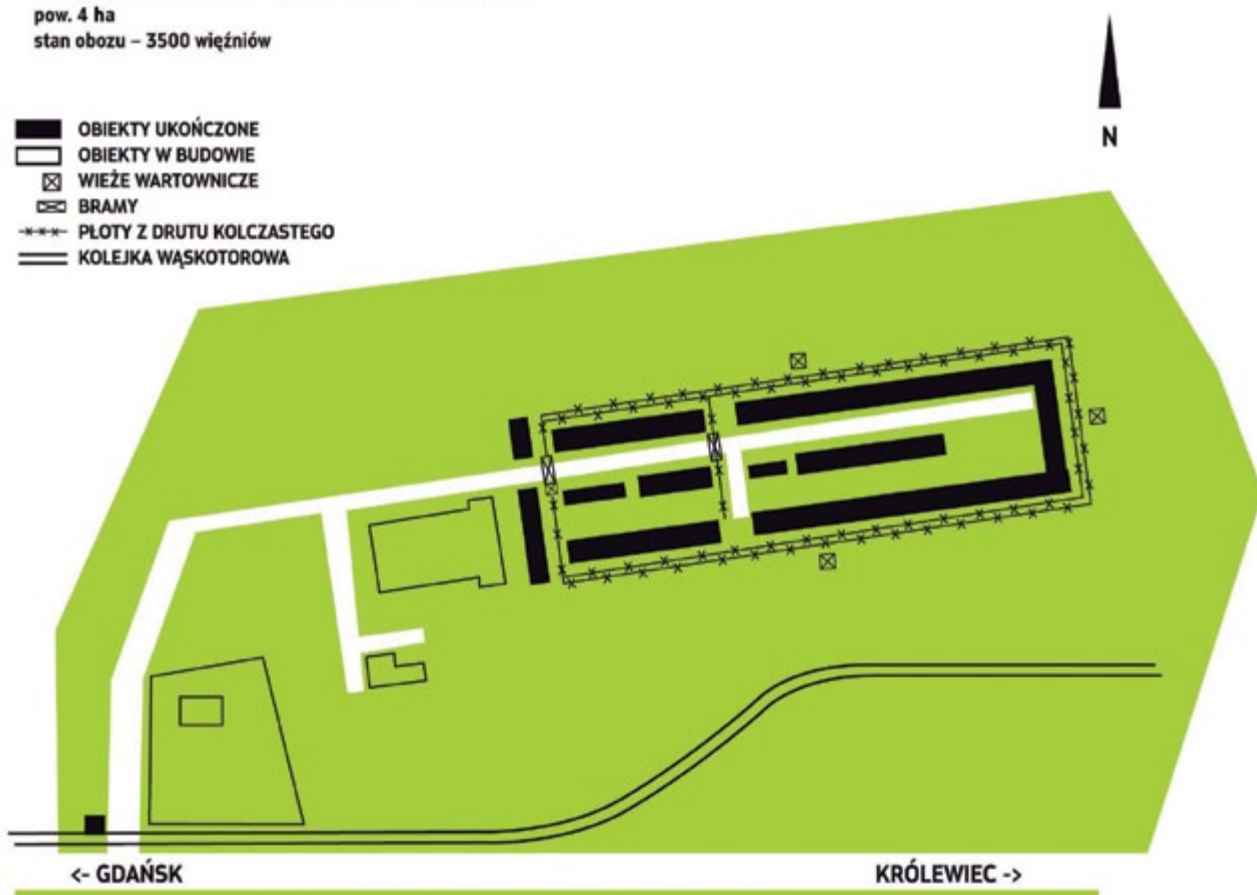 pow. 4 ha
stan obozu – 3500 więźniów
N
OBIEKTY UKOŃCZONE
OBIEKTY W BUDOWIE
WIEŻE WARTOWNICZE
BRAMY
PŁOTY Z DRUTU KOLCZASTEGO
KOLEJKA WĄSKOTOROWA
<- GDAŃSK
KRÓLEWIEC ->